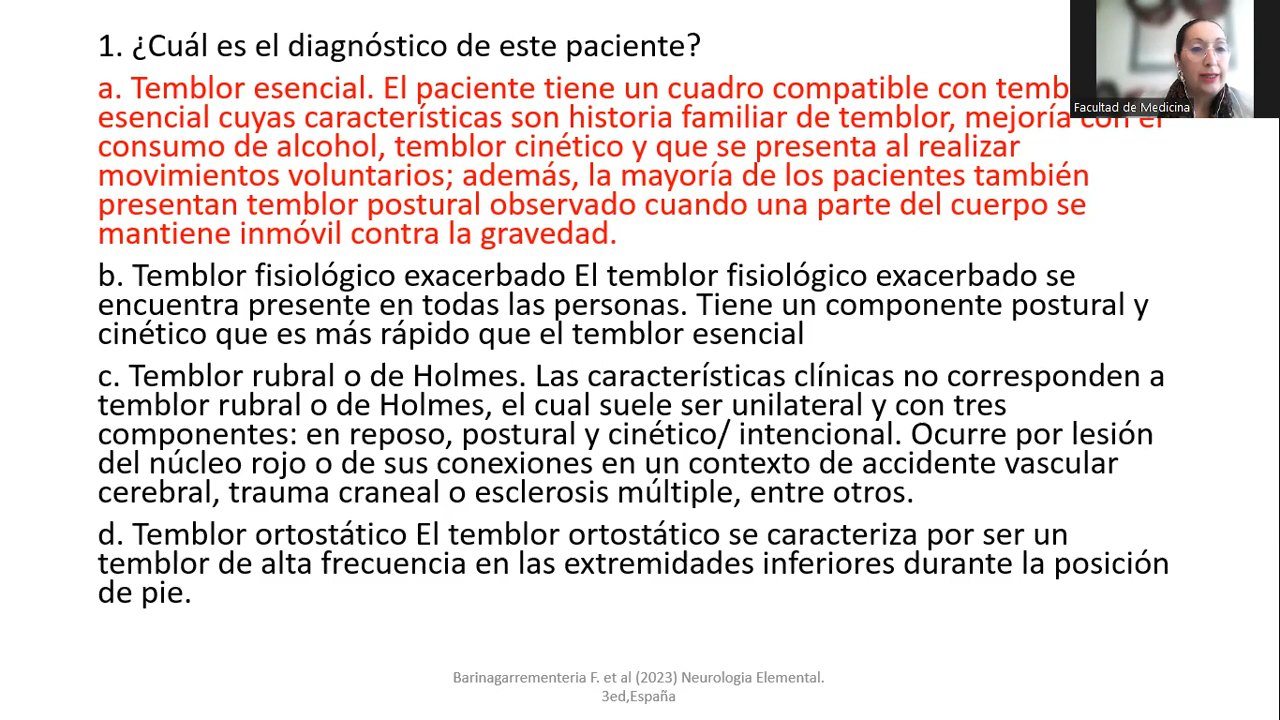 1. ¿Cuál es el diagnóstico de este paciente?
a. Temblor esencial. El paciente tiene un cuadro compatible con temb
esencial cuyas características son historia familiar de temblor, mejoría con el
consumo de alcohol, temblor cinético y que se presenta al realizar
movimientos voluntarios; además, la mayoría de los pacientes también
presentan temblor postural observado cuando una parte del cuerpo se
mantiene inmóvil contra la gravedad.
b. Temblor fisiológico exacerbado El temblor fisiológico exacerbado se
encuentra presente en todas las personas. Tiene un componente postural y
cinético que es más rápido que el temblor esencial
c. Temblor rubral o de Holmes. Las características clínicas no corresponden a
temblor rubral o de Holmes, el cual suele ser unilateral y con tres
componentes: en reposo, postural y cinético/ intencional. Ocurre por lesión
del núcleo rojo o de sus conexiones en un contexto de accidente vascular
cerebral, trauma craneal o esclerosis múltiple, entre otros.
d. Temblor ortostático El temblor ortostático se caracteriza por ser un
temblor de alta frecuencia en las extremidades inferiores durante la posición
de pie.
Facultad de Medicina
Barinagarrementeria F. et al (2023) Neurologia Elemental.
3ed,España